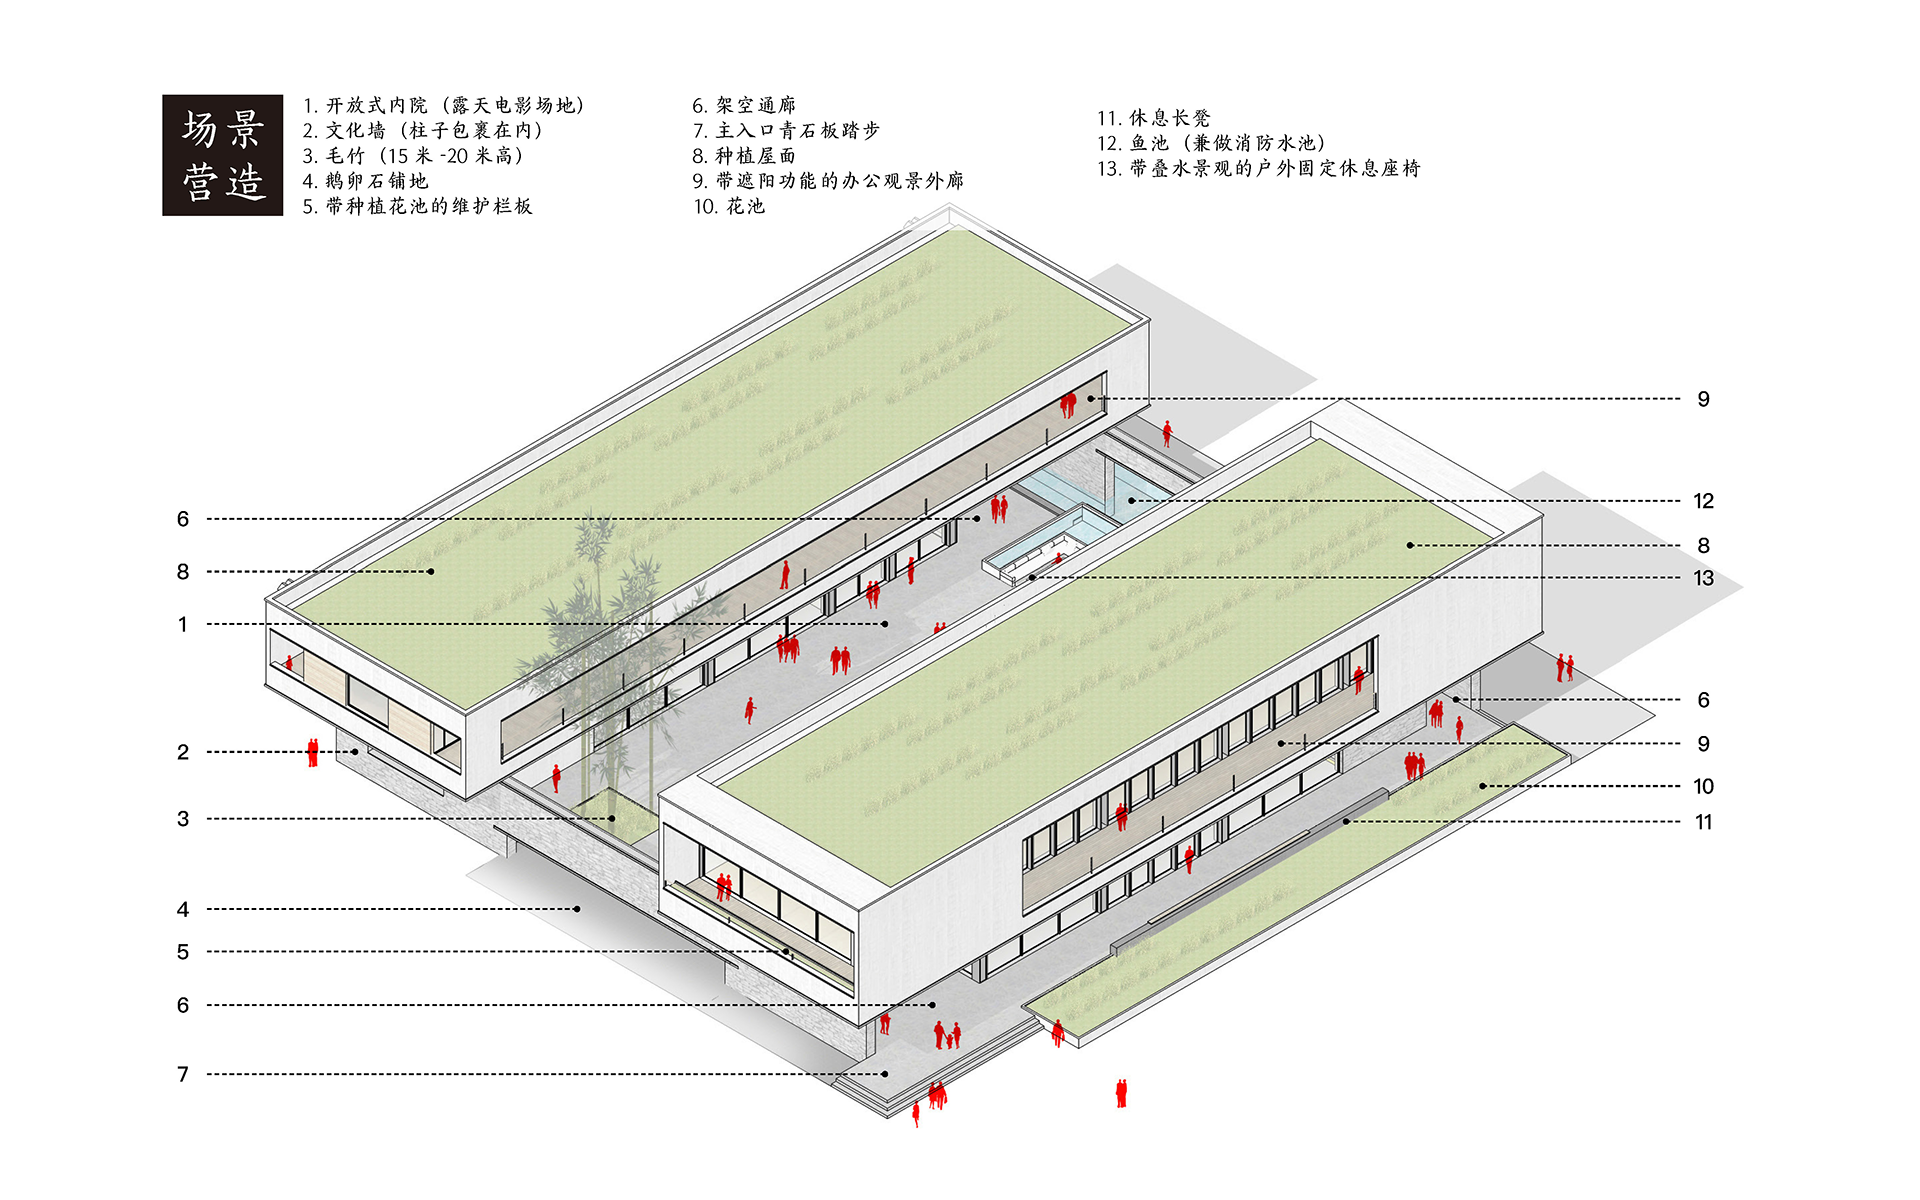 场景
营造
1. 开放式内院（露天电影场地）
2. 文化墙（柱子包裹在内）
3. 毛竹（15 米 -20 米高）
4. 鹅卵石铺地
5. 带种植花池的维护栏板
6. 架空通廊
7. 主入口青石板踏步
8. 种植屋面
9. 带遮阳功能的办公观景外廊
10. 花池
11. 休息长凳
12. 鱼池（兼做消防水池）
13. 带叠水景观的户外固定休息座椅
6
8
1
2
3
4
5
6
7
9
12
8
13
6
9
10
11